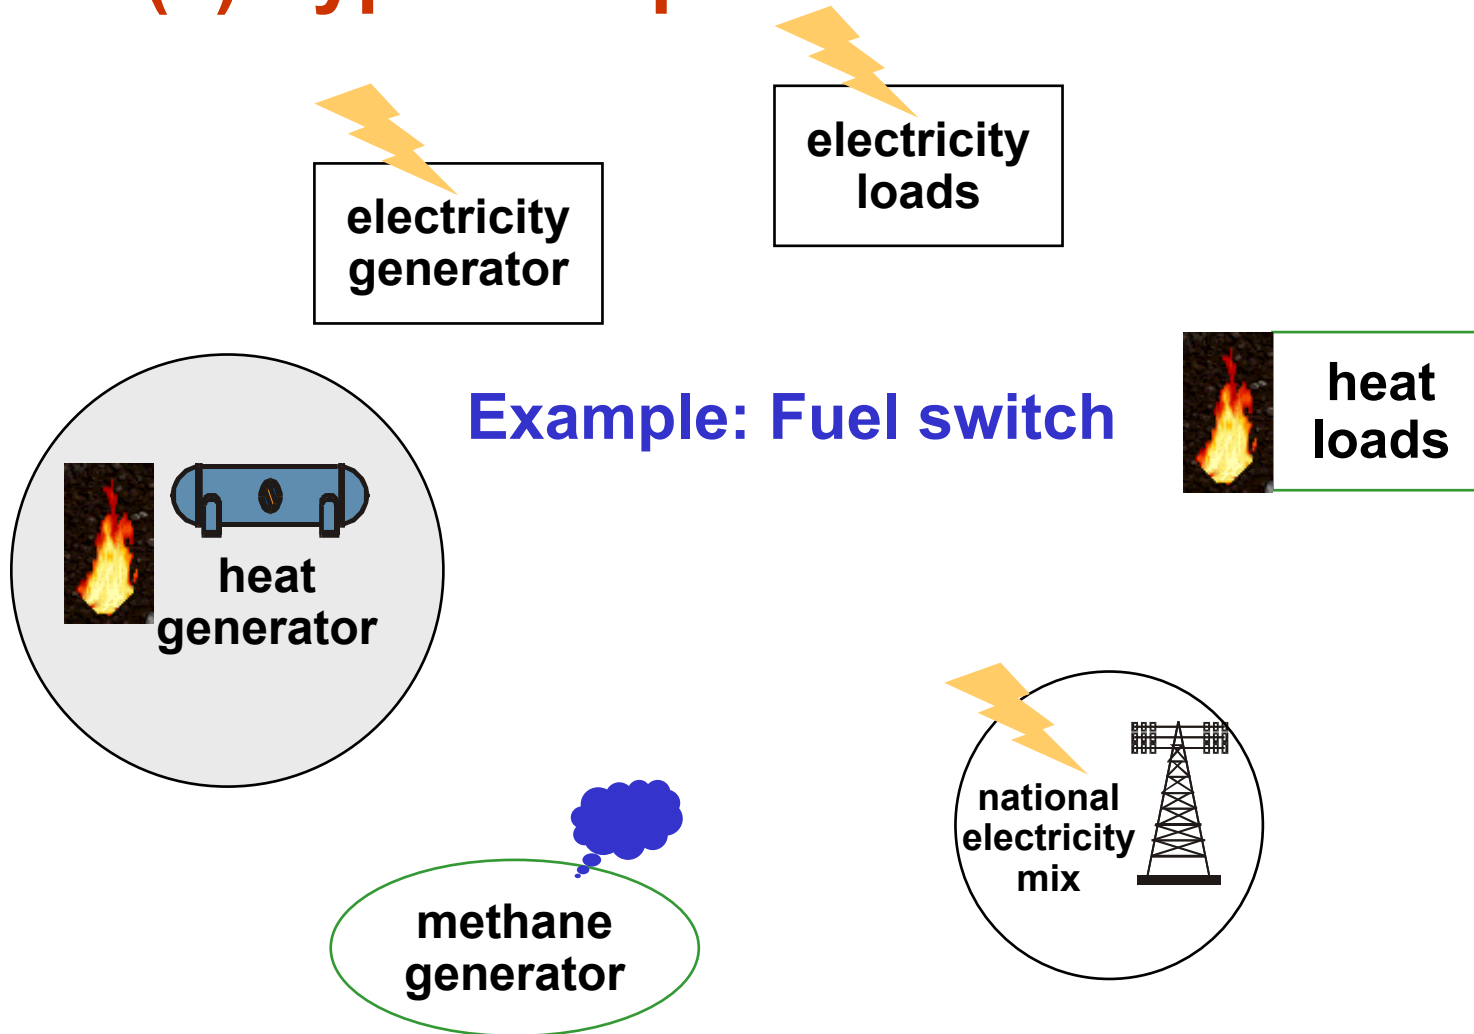 electricity
loads
electricity
generator
Example: Fuel switch
heat
loads
heat
generator
national
electricity
mix
methane
generator